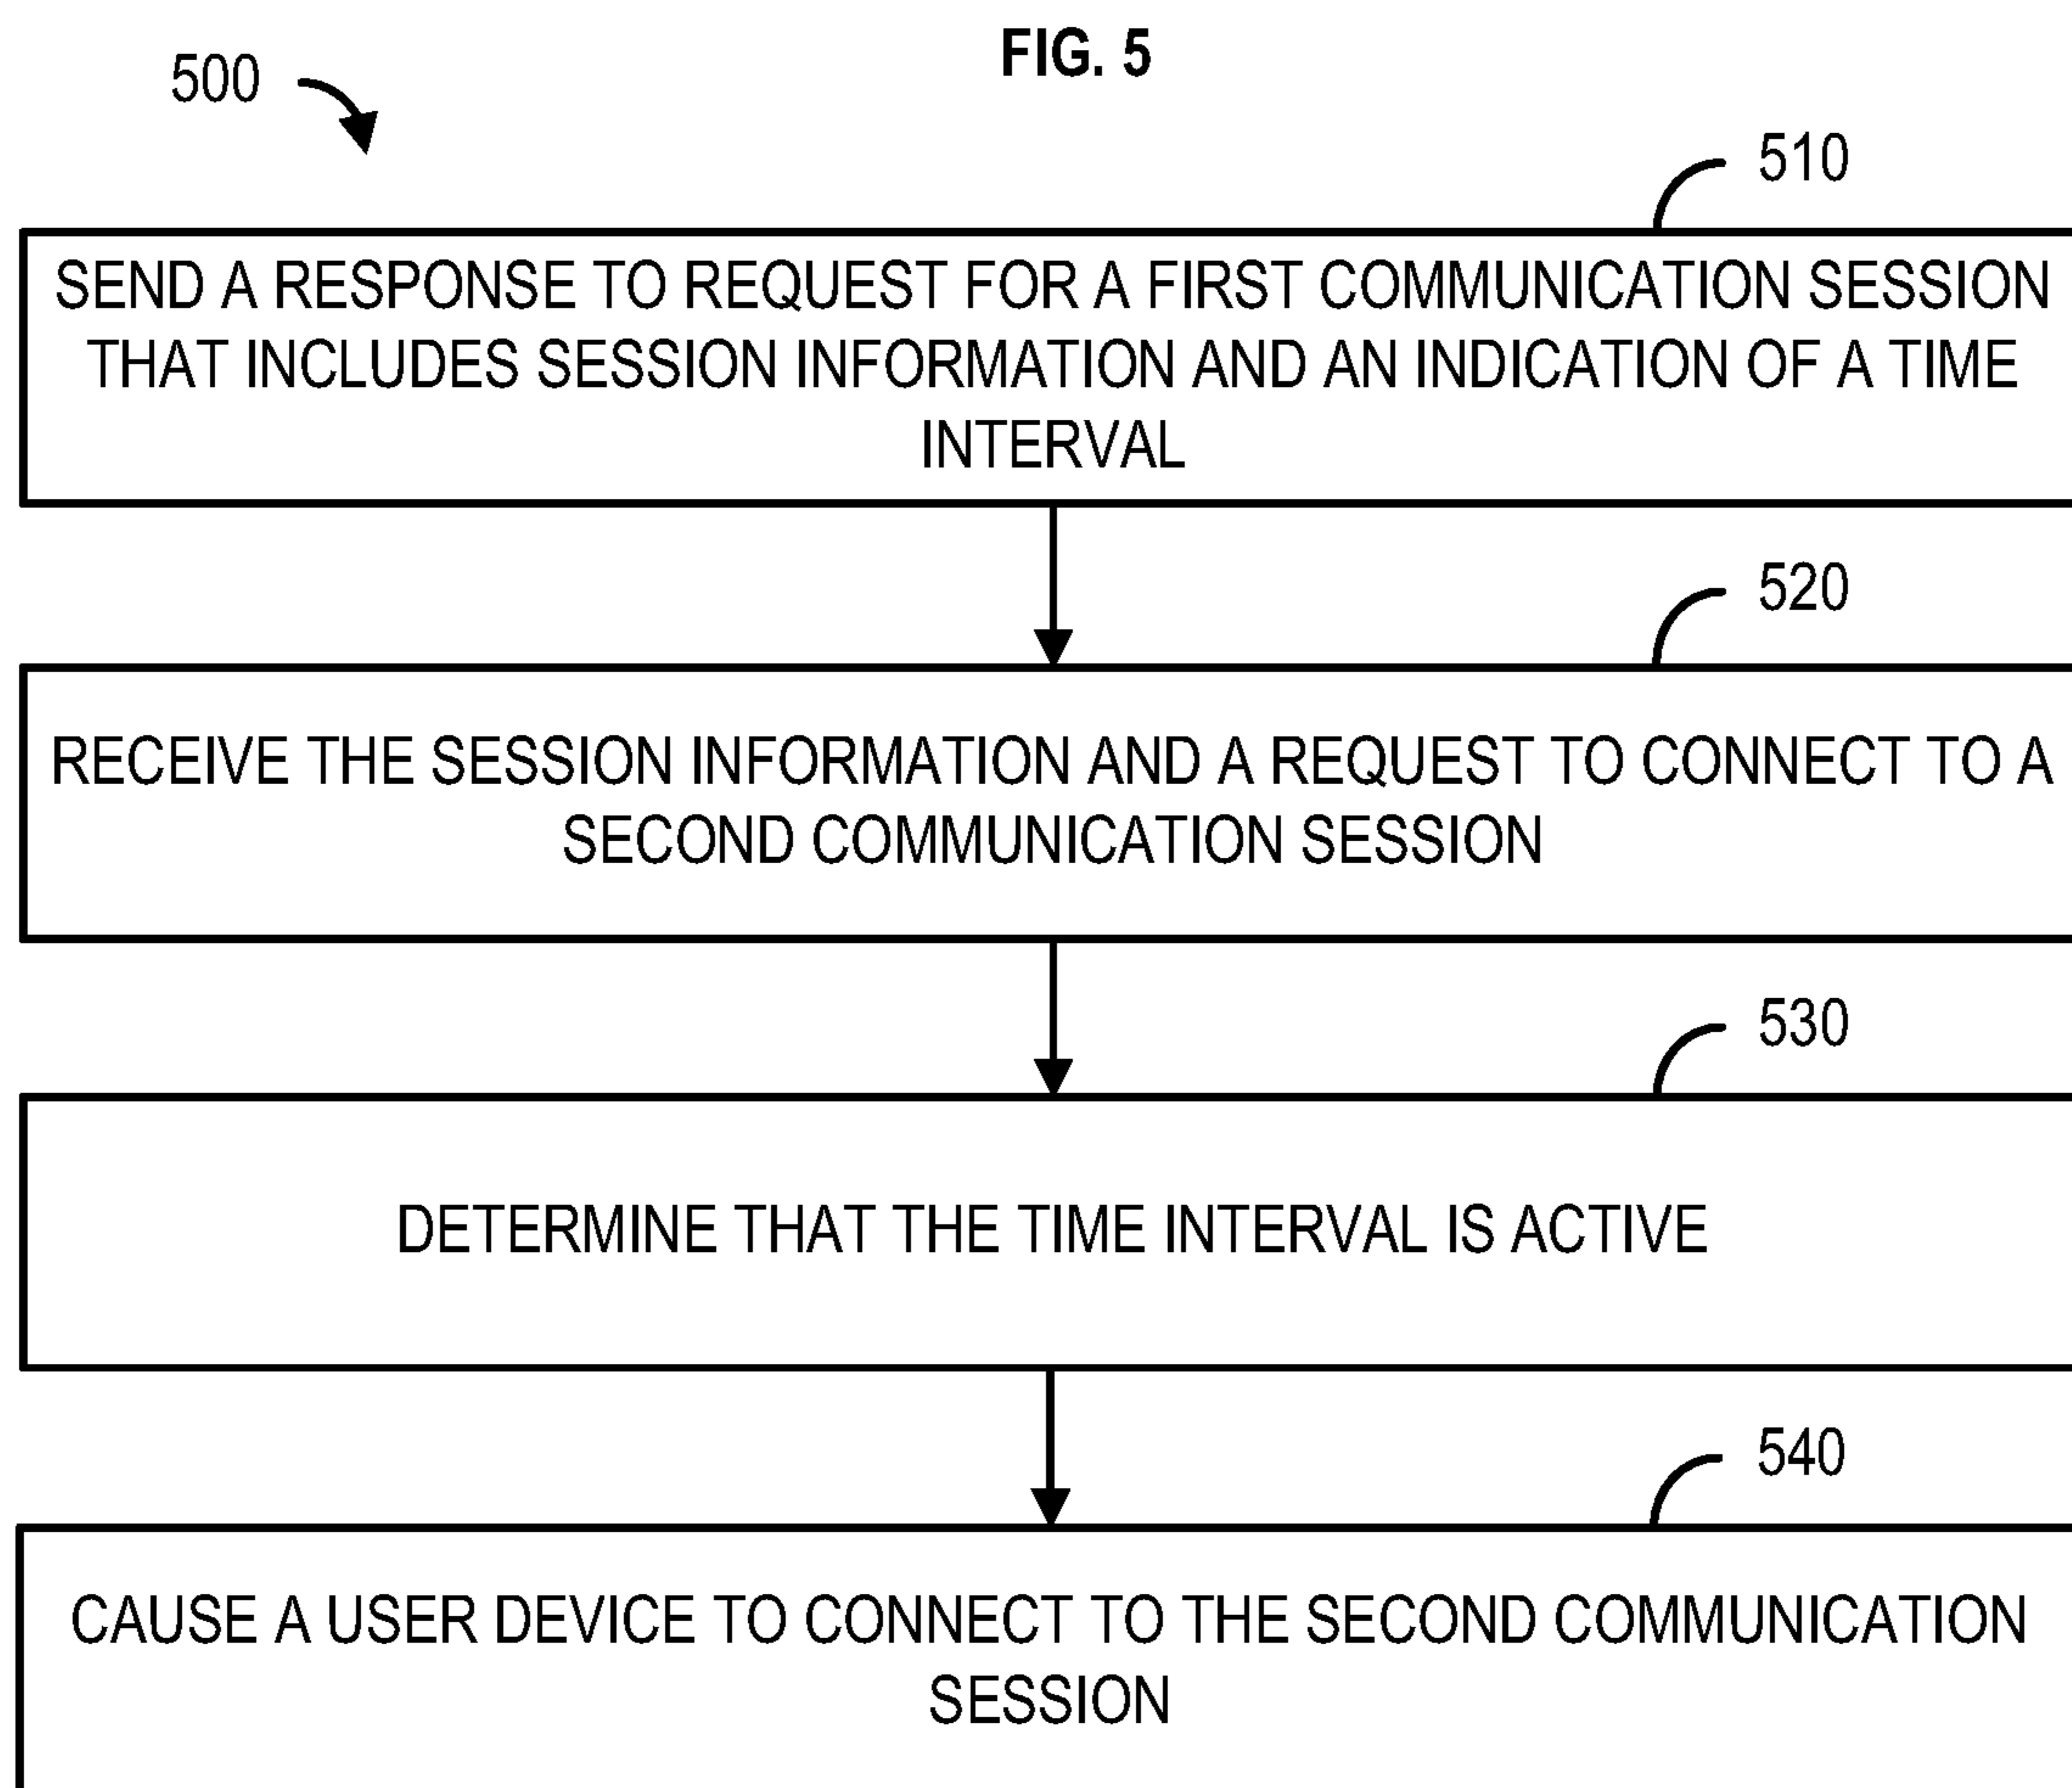 FIG. 5
500
510
SEND A RESPONSE TO REQUEST FOR A FIRST COMMUNICATION SESSION
THAT INCLUDES SESSION INFORMATION AND AN INDICATION OF A TIME
INTERVAL
520
RECEIVE THE SESSION INFORMATION AND A REQUEST TO CONNECT TO A
SECOND COMMUNICATION SESSION
530
DETERMINE THAT THE TIME INTERVAL IS ACTIVE
540
CAUSE A USER DEVICE TO CONNECT TO THE SECOND COMMUNICATION
SESSION